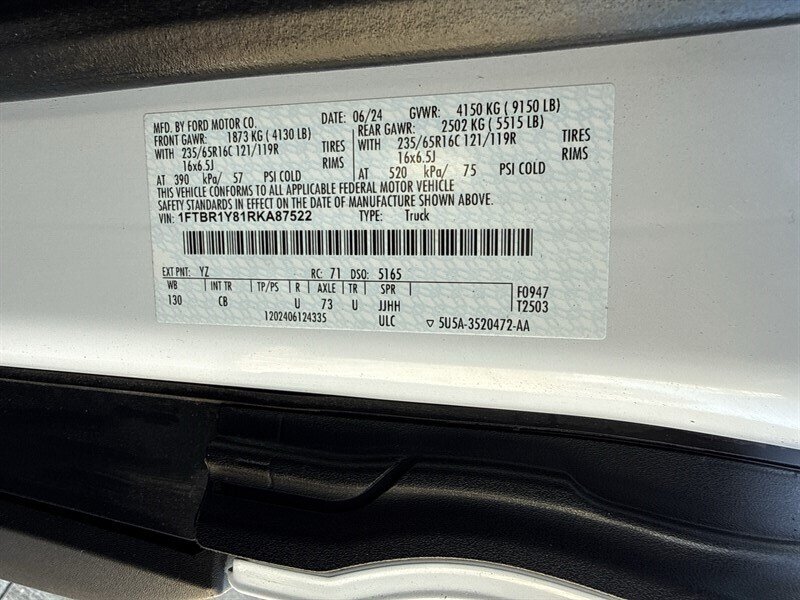 MFD. BY FORD MOTOR CO. DATE: 06/24 GVWR: 4150 KG ( 9150 LB)
FRONT GAWR: 1873 KG ( 4130 LB) REAR GAWR: 2502 KG ( 5515 LB)
WITH 235/65R16C 121/119R TIRES WITH 235/65R16C 121/119R TIRES
16x6.5J RIMS 16x6.5J RIMS
AT 390 kPa/ 57 PSI COLD AT 520 kPa/ 75 PSI COLD
THIS VEHICLE CONFORMS TO ALL APPLICABLE FEDERAL MOTOR VEHICLE
SAFETY STANDARDS IN EFFECT ON THE DATE OF MANUFACTURE SHOWN ABOVE.
VIN: 1FTBR1Y81RKA87522 TYPE: Truck
EXT PNT: YZ RC: 71 DSO: 5165
WB INT TR TP/PS R AXLE TR SPR F0947
130 CB U 73 U JJHH T2503
1202406124335 ULC ▽ 5U5A-3520472-AA